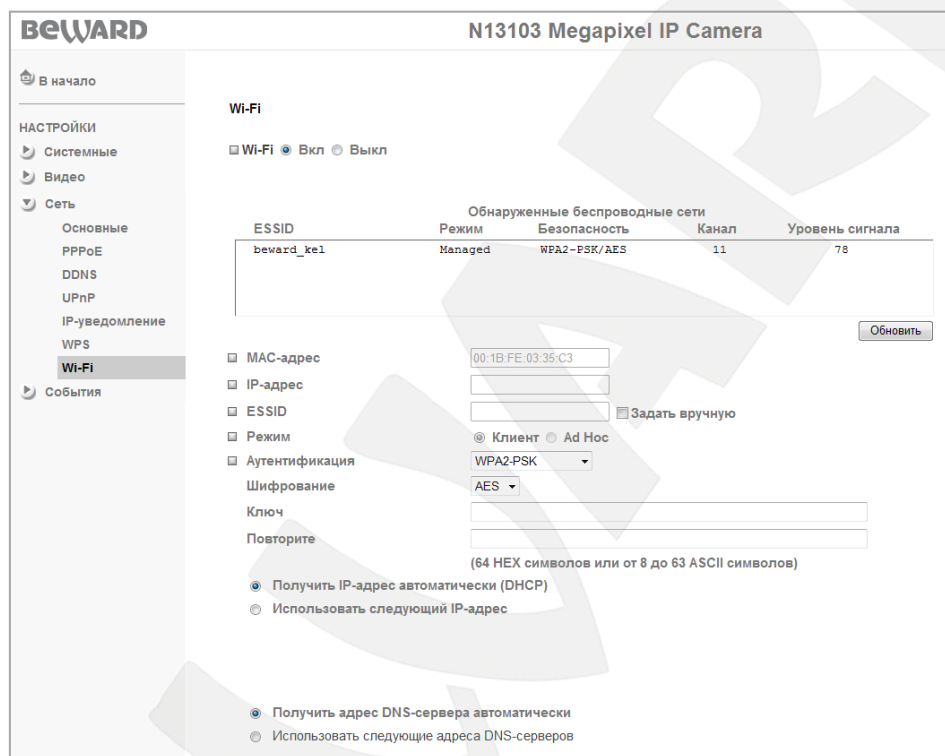 BEWARD
N13103 Megapixel IP Camera
В начало
НАСТРОЙКИ
Системные
Видео
Сеть
Основные
PPPoE
DDNS
UPnP
IP-уведомление
WPS
Wi-Fi
События
Wi-Fi
Wi-Fi Вкл Выкл
Обнаруженные беспроводные сети
ESSID Режим Безопасность Канал Уровень сигнала
beward_kel Managed WPA2-PSK/AES 11 78
Обновить
MAC-адрес 00:1B:FE:03:35:C3
IP-адрес
ESSID Задать вручную
Режим Клиент Ad Hoc
Аутентификация WPA2-PSK
Шифрование AES
Ключ
Повторите
(64 HEX символов или от 8 до 63 ASCII символов)
Получить IP-адрес автоматически (DHCP)
Использовать следующий IP-адрес
Получить адрес DNS-сервера автоматически
Использовать следующие адреса DNS-серверов